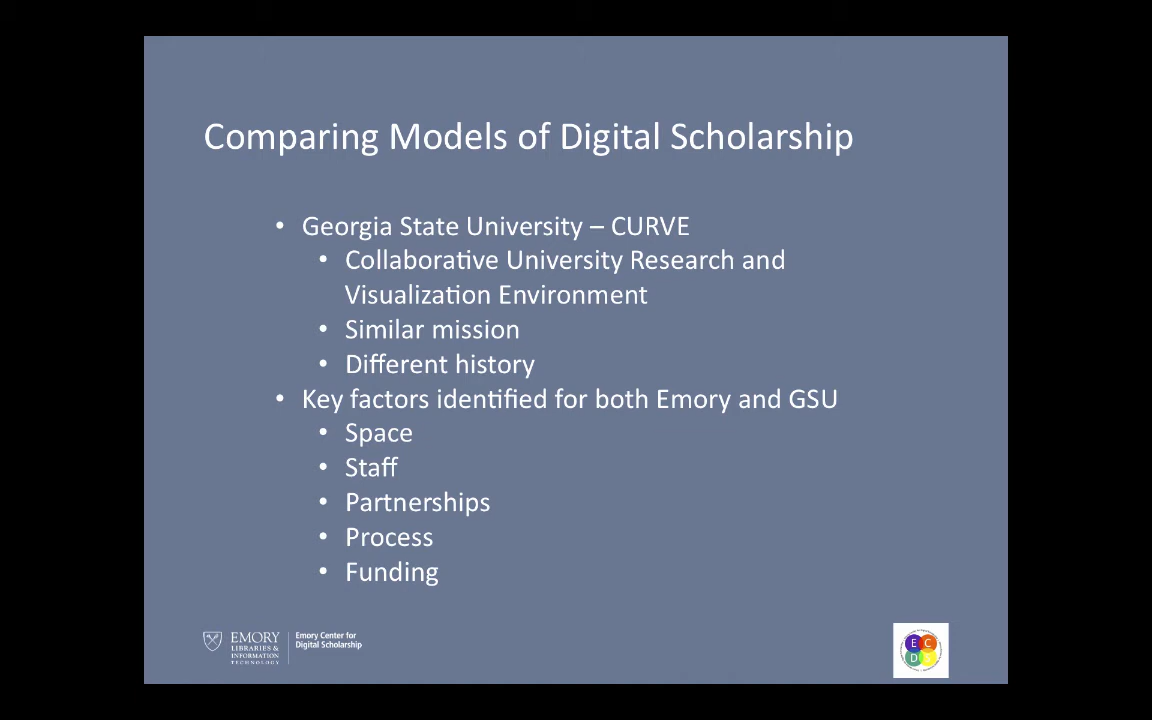 Comparing Models of Digital Scholarship
• Georgia State University – CURVE
• Collaborative University Research and
Visualization Environment
• Similar mission
• Different history
• Key factors identified for both Emory and GSU
• Space
• Staff
• Partnerships
• Process
• Funding
EMORY
LIBRARIES &
INFORMATION
TECHNOLOGY
Emory Center for
Digital Scholarship
E C
D S